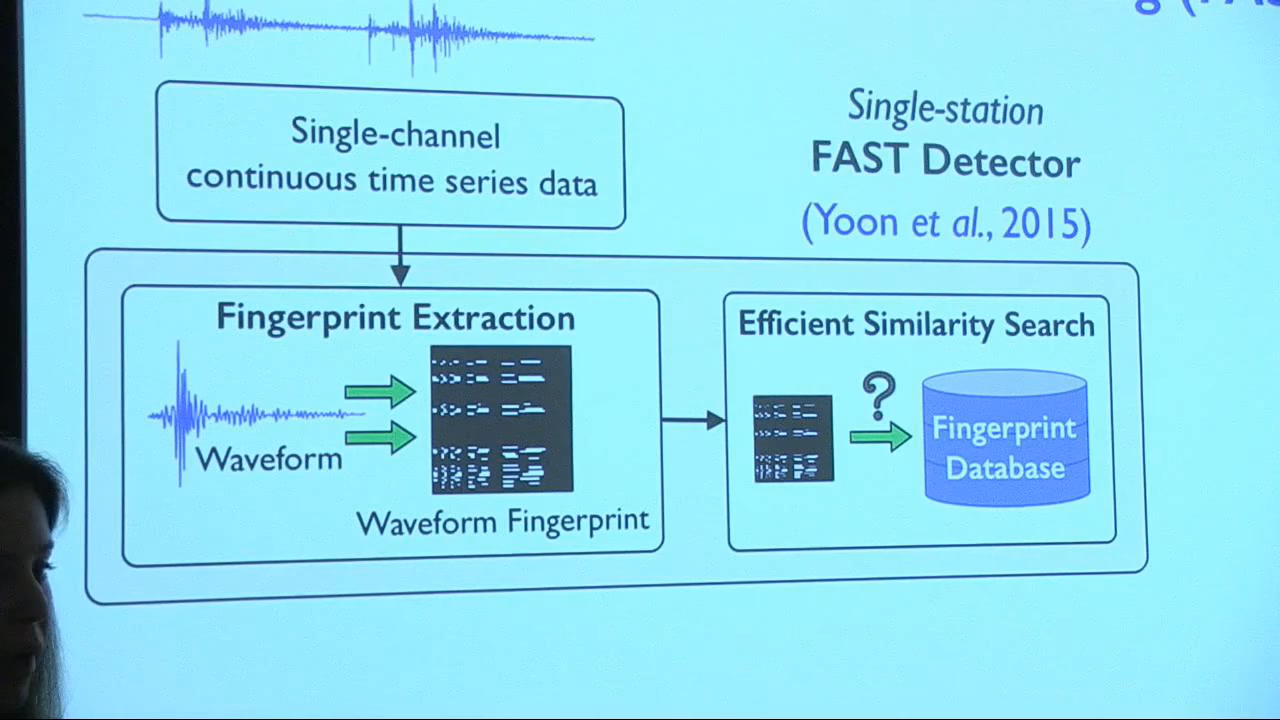 Single-channel
continuous time series data
Single-station
FAST Detector
(Yoon et al., 2015)
Fingerprint Extraction
Waveform
Waveform Fingerprint
Efficient Similarity Search
?
Fingerprint
Database